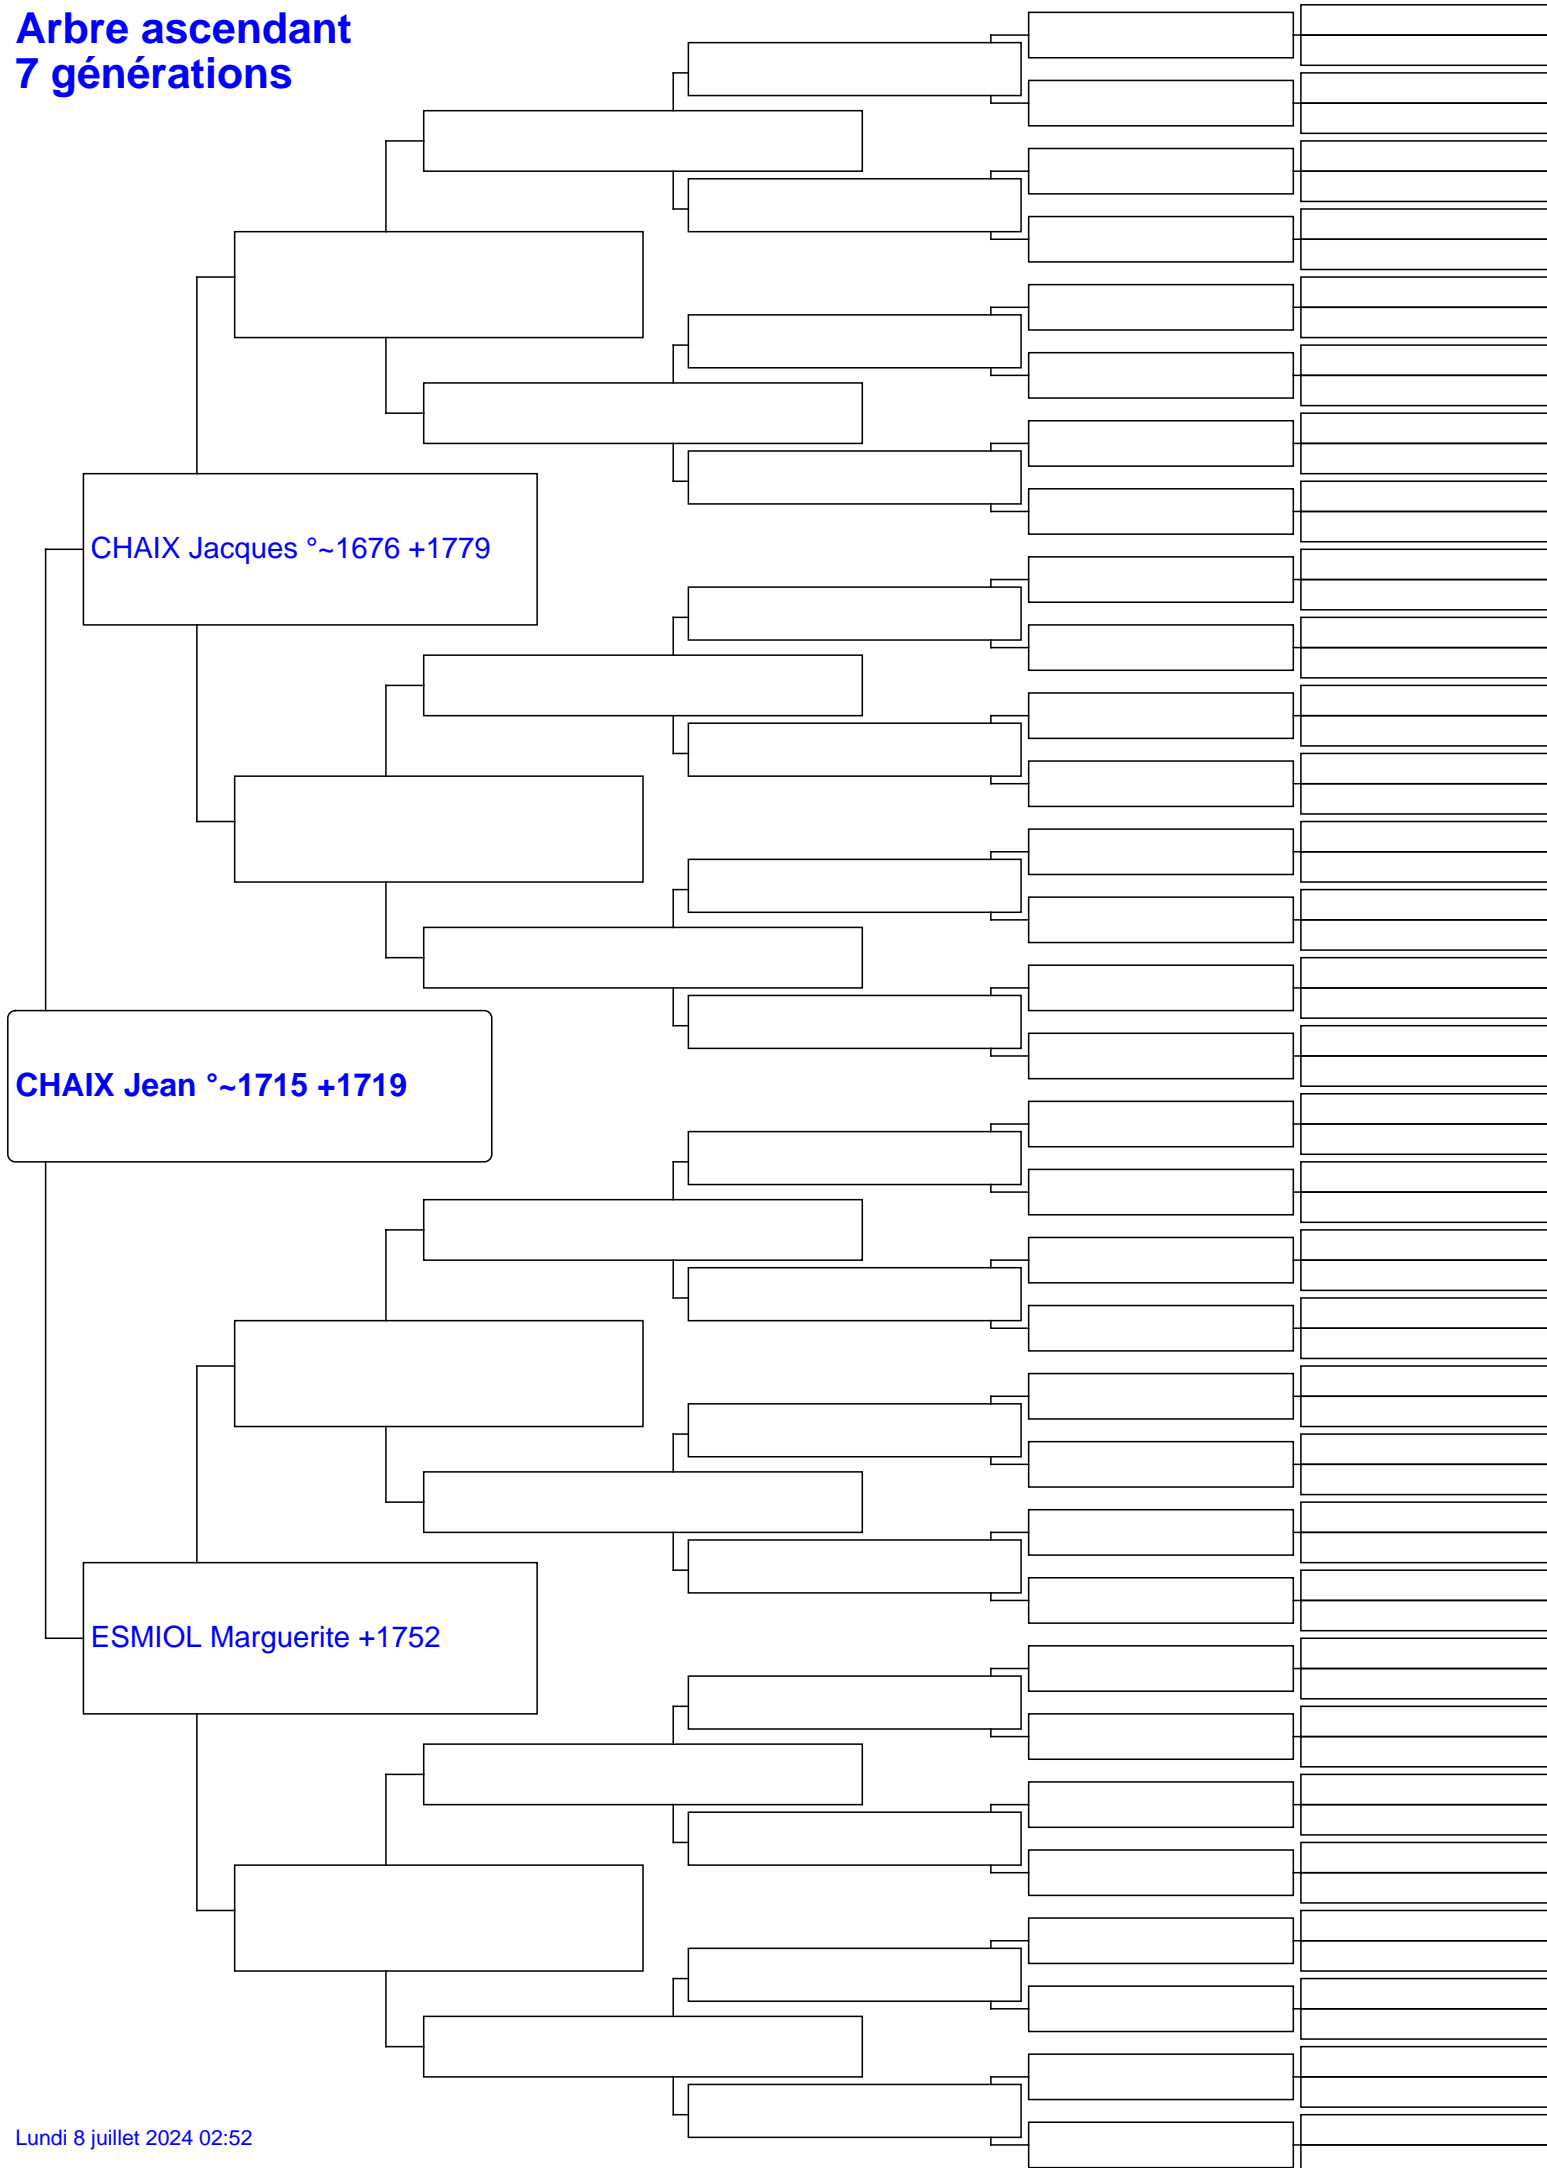 Arbre ascendant
7 générations
CHAIX Jacques °~1676 +1779
CHAIX Jean °~1715 +1719
ESMIOL Marguerite +1752
Lundi 8 juillet 2024 02:52